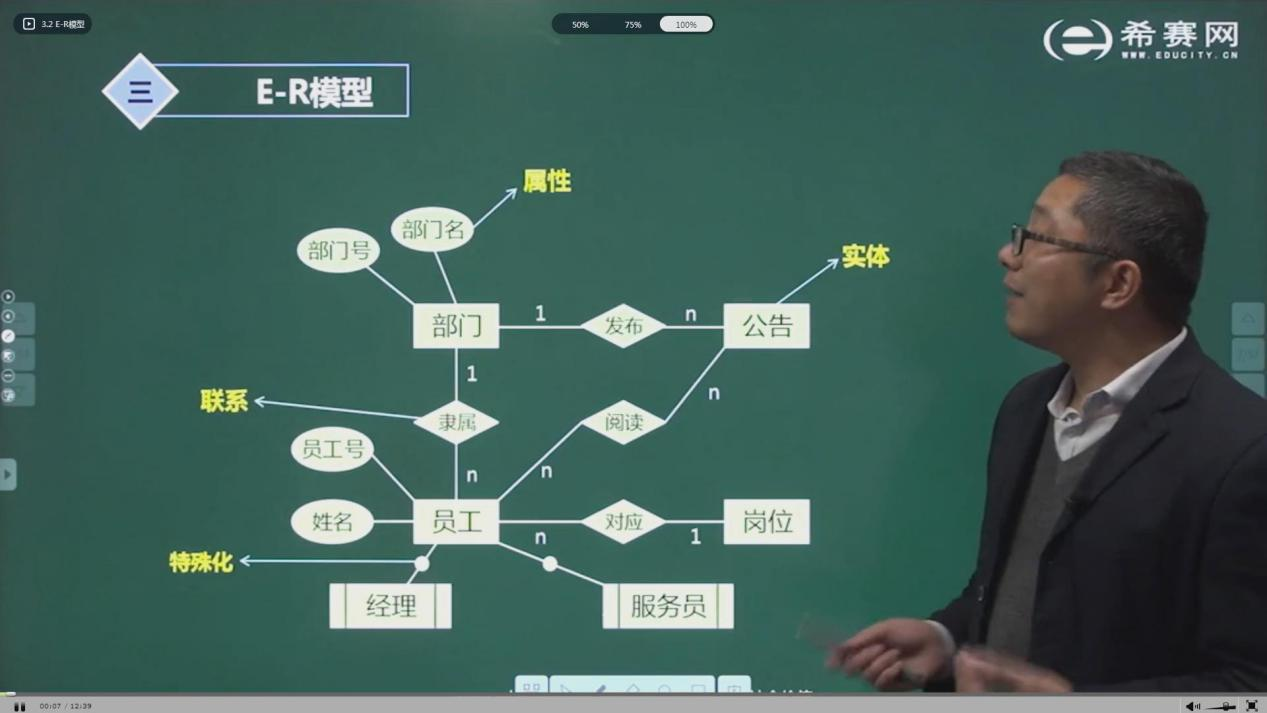 3.2 E-R模型
50%
75%
100%
希赛网
WWW.EDUCITY.CN
三
E-R模型
属性
部门名
部门号
实体
部门
1
发布
n
公告
1
n
联系
隶属
阅读
员工号
n
n
姓名
员工
对应
岗位
n
1
特殊化
经理
服务员
00:07 / 12:39